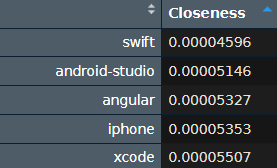 Closeness
swift 0.00004596
android-studio 0.00005146
angular 0.00005327
iphone 0.00005353
xcode 0.00005507